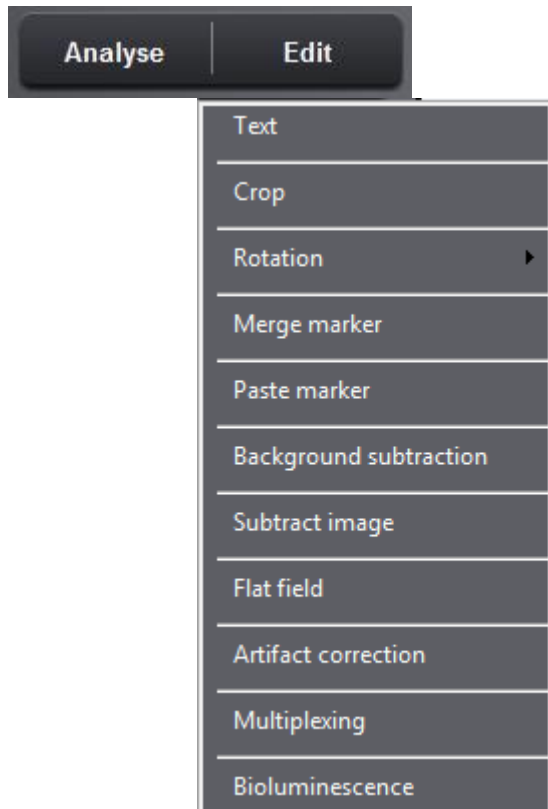 Analyse Edit
Text
Crop
Rotation
Merge marker
Paste marker
Background subtraction
Subtract image
Flat field
Artifact correction
Multiplexing
Bioluminescence